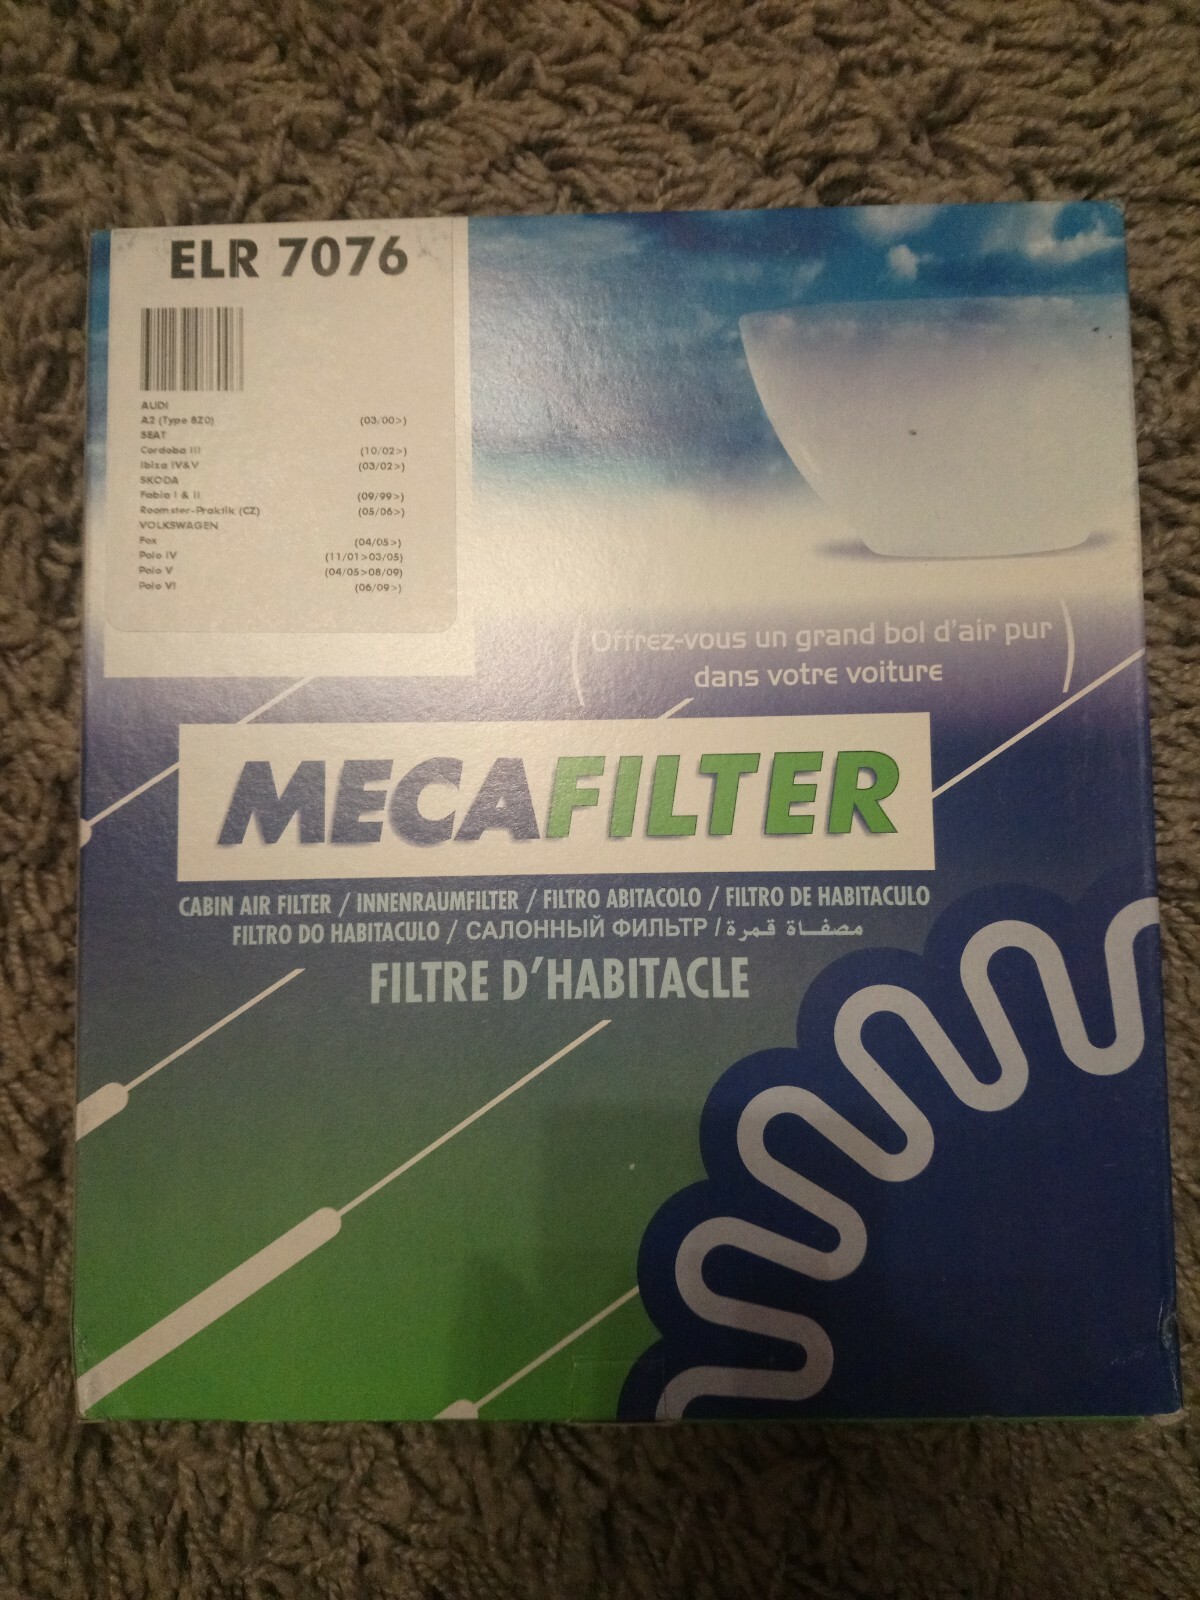 ELR 7076
AUDI
A2 (Type 8Z0) (03/00>)
SEAT
Cordoba III (10/02>)
Ibiza IV&V (03/02>)
SKODA
Fabia I & II (09/99>)
Roomster-Praktik (CZ) (05/06>)
VOLKSWAGEN
Fox (04/05>)
Polo IV (11/01>03/05)
Polo V (04/05>08/09)
Polo VI (06/09>)
Offrez-vous un grand bol d'air pur
dans votre voiture
MECAFILTER
CABIN AIR FILTER / INNENRAUMFILTER / FILTRO ABITACOLO / FILTRO DE HABITACULO
FILTRO DO HABITACULO / САЛОННЫЙ ФИЛЬТР / مصفاة قمرة
FILTRE D'HABITACLE